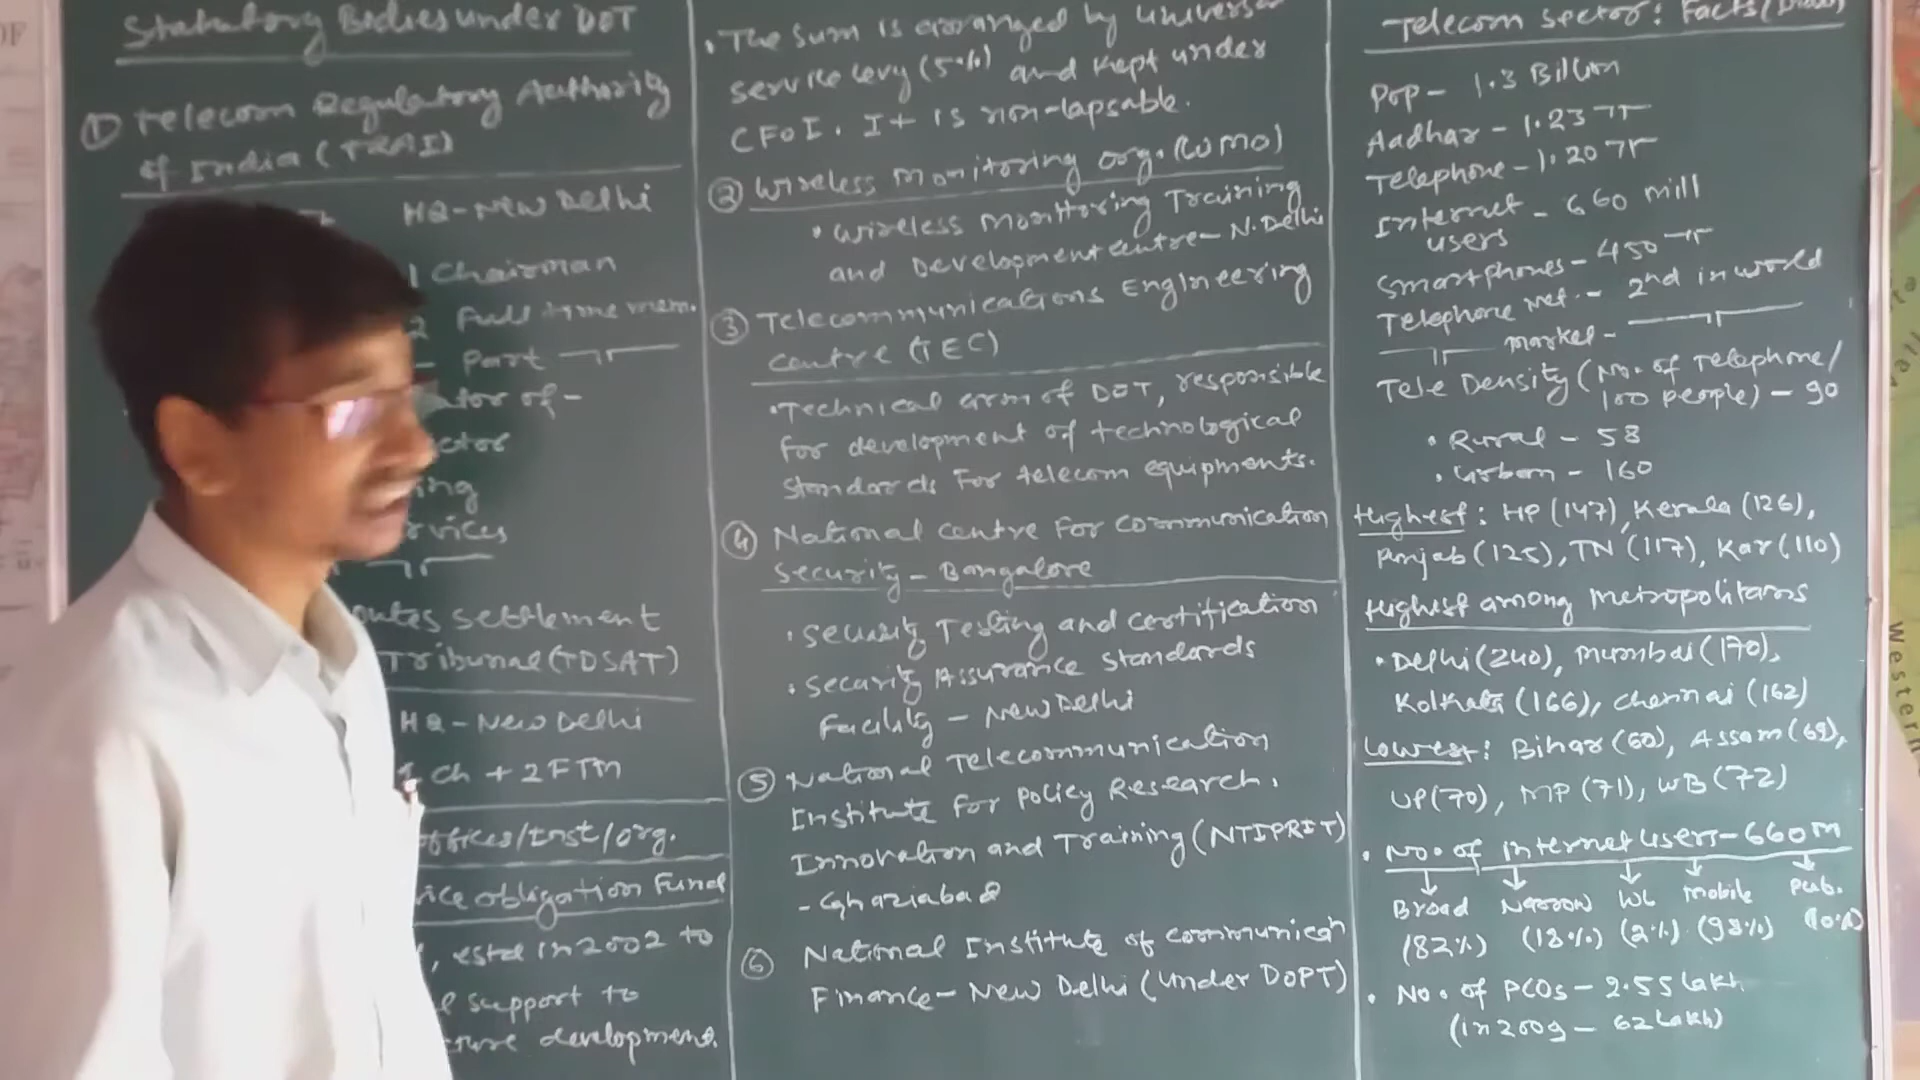 Statutory Bodies under DOT
① Telecom Regulatory Authority
of India (TRAI)
HQ - New Delhi
1 Chairman
2 Full time mem.
- Part
ator of -
ctor
ing
rvices
utes settlement
Tribunal (TDSAT)
HQ - New Delhi
1 Ch + 2 FTM
offices/Inst/org.
ice obligation Fund
, estd in 2002 to
support to
ture development.
• The sum is arranged by univers
service levy (5%) and kept under
CFOI. It is non-lapsable.
② Wireless Monitoring Org. (WMO)
• Wireless Monitoring Training
and Development centre - N. Delhi
③ Telecommunications Engineering
centre (TEC)
• Technical arm of DOT, responsible
for development of technological
standards for telecom equipments.
④ National centre for communication
security - Bangalore
• Security Testing and certification
• Security Assurance Standards
Facility - New Delhi
⑤ National Telecommunication
Institute for Policy Research,
Innovation and Training (NTIPRIT)
- Ghaziabad
⑥ National Institute of communican
Finance - New Delhi (under DOPT)
Telecom sector: Facts/
Pop - 1.3 Billion
Aadhar - 1.23 "
Telephone - 1.20 "
Internet - 660 mill
users
Smartphones - 450 "
Telephone net. - 2nd in world
" market - "
Tele Density (No. of Telephone/
100 people) - 90
• Rural - 58
• Urban - 160
Highest: HP (147), Kerala (126),
Punjab (125), TN (117), Kar (110)
Highest among Metropolitans
• Delhi (240), Mumbai (170),
Kolkata (166), Chennai (162)
Lowest: Bihar (60), Assam (69),
UP (70), MP (71), WB (72)
• No. of internet users - 660 m
Broad Narrow WL Mobile Pub.
(82%) (18%) (2%) (98%) (10%)
• No. of PCOs - 2.55 Lakh
(in 2009 - 62 Lakh)
Western